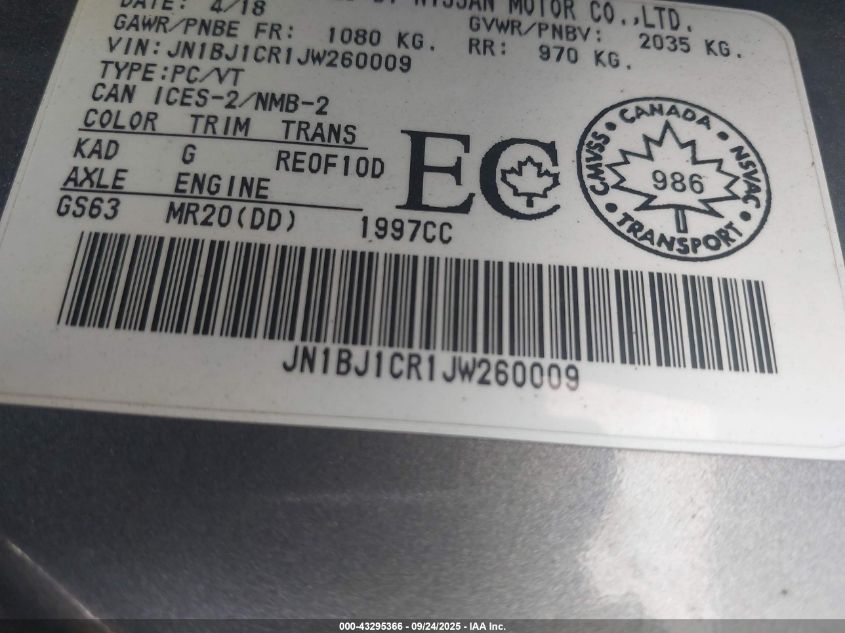 DATE: 4/18 BY NISSAN MOTOR CO.,LTD.
GAWR/PNBE FR: 1080 KG. GVWR/PNBV: 2035 KG.
VIN: JN1BJ1CR1JW260009 RR: 970 KG.
TYPE:PC/VT
CAN ICES-2/NMB-2
COLOR TRIM TRANS
KAD G RE0F10D
AXLE ENGINE
GS63 MR20(DD) 1997CC
EC
CANADA
CMVSS • NSVAC
986
TRANSPORT
JN1BJ1CR1JW260009
000-43295366 - 09/24/2025 - IAA Inc.